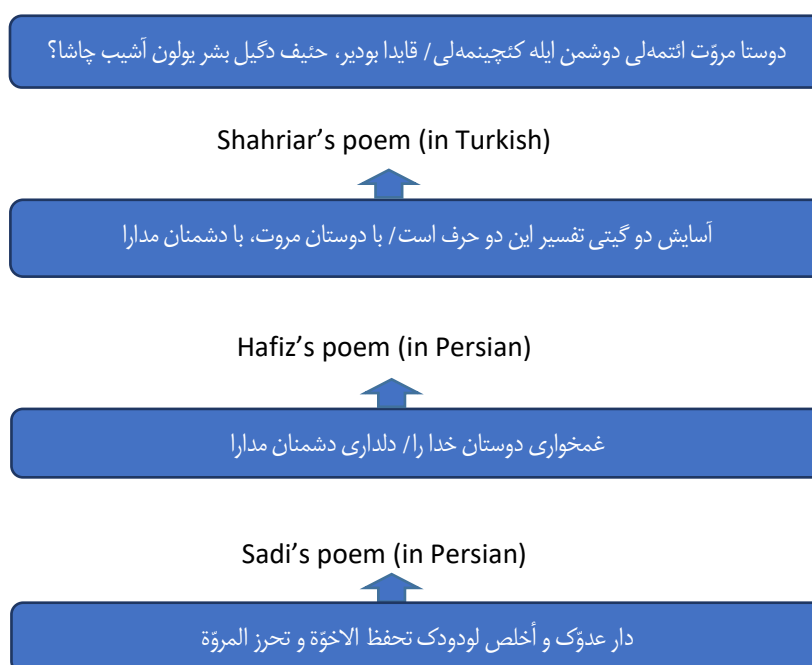 دوستا مروّت ائتمه‌لی دوشمن ایله کئچینمه‌لی/ قایدا بودیر، حئیف دگیل بشر یولون آشیب چاشا؟
Shahriar’s poem (in Turkish)
آسایش دو گیتی تفسیر این دو حرف است/ با دوستان مروت، با دشمنان مدارا
Hafiz’s poem (in Persian)
غمخواری دوستان خدا را/ دلداری دشمنان مدارا
Sadi’s poem (in Persian)
دار عدوّک و أخلص لودودک تحفظ الاخوّة و تحرز المروّة